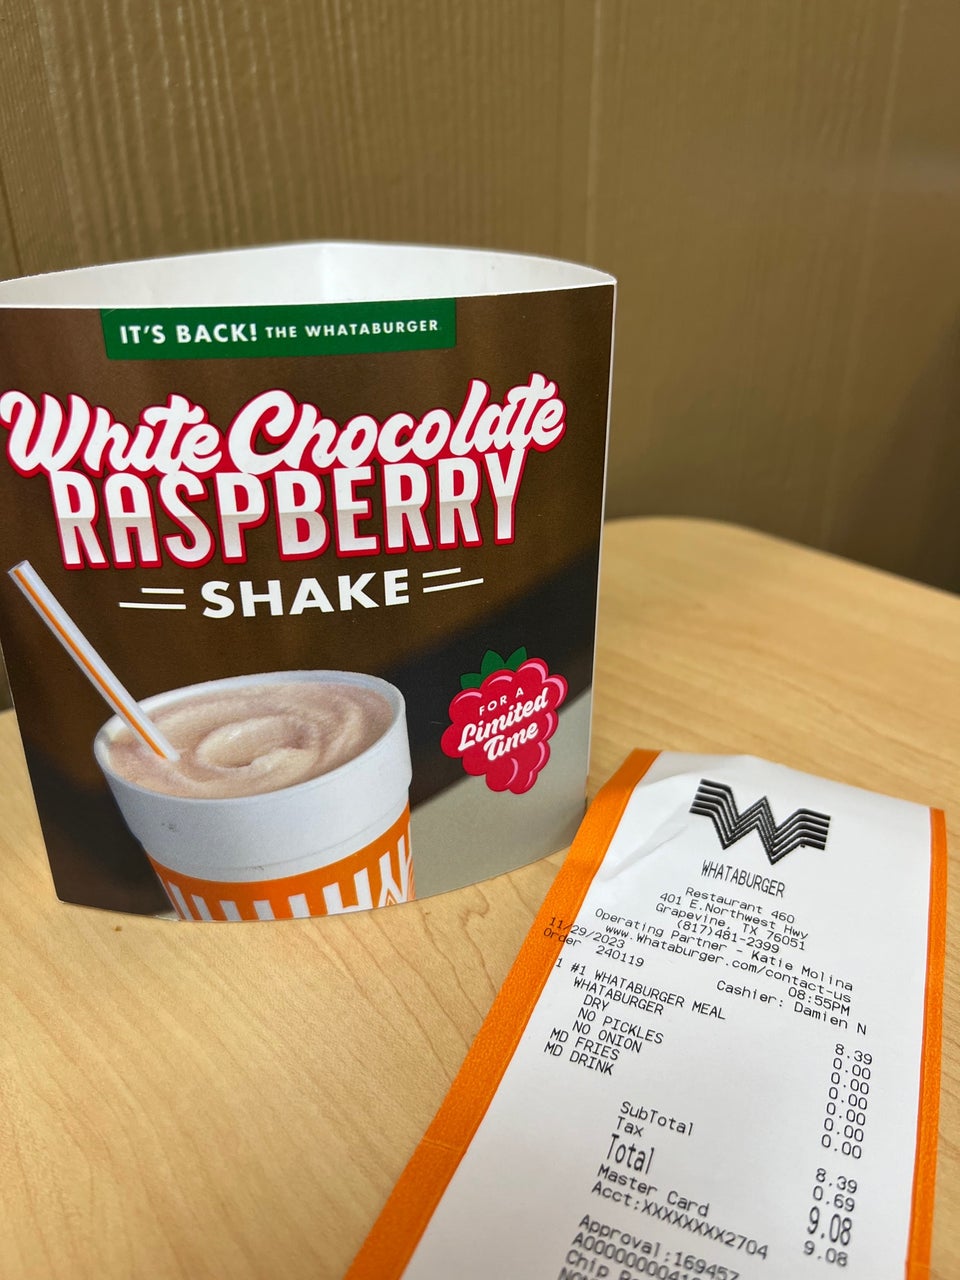 IT'S BACK! THE WHATABURGER
White Chocolate
RASPBERRY
SHAKE
FOR A
Limited
Time
W
WHATABURGER
Restaurant 460
401 E.Northwest Hwy
Grapevine, TX 76051
(817)481-2399
Operating Partner - Katie Molina
www.Whataburger.com/contact-us
11/29/2023 08:55PM
Order 240119 Cashier: Damien N
1 #1 WHATABURGER MEAL 8.39
WHATABURGER 0.00
DRY 0.00
NO PICKLES 0.00
NO ONION 0.00
MD FRIES 0.00
MD DRINK 0.00
SubTotal 8.39
Tax 0.69
Total 9.08
Master Card 9.08
Acct:XXXXXXXX2704
Approval:169457
Chip